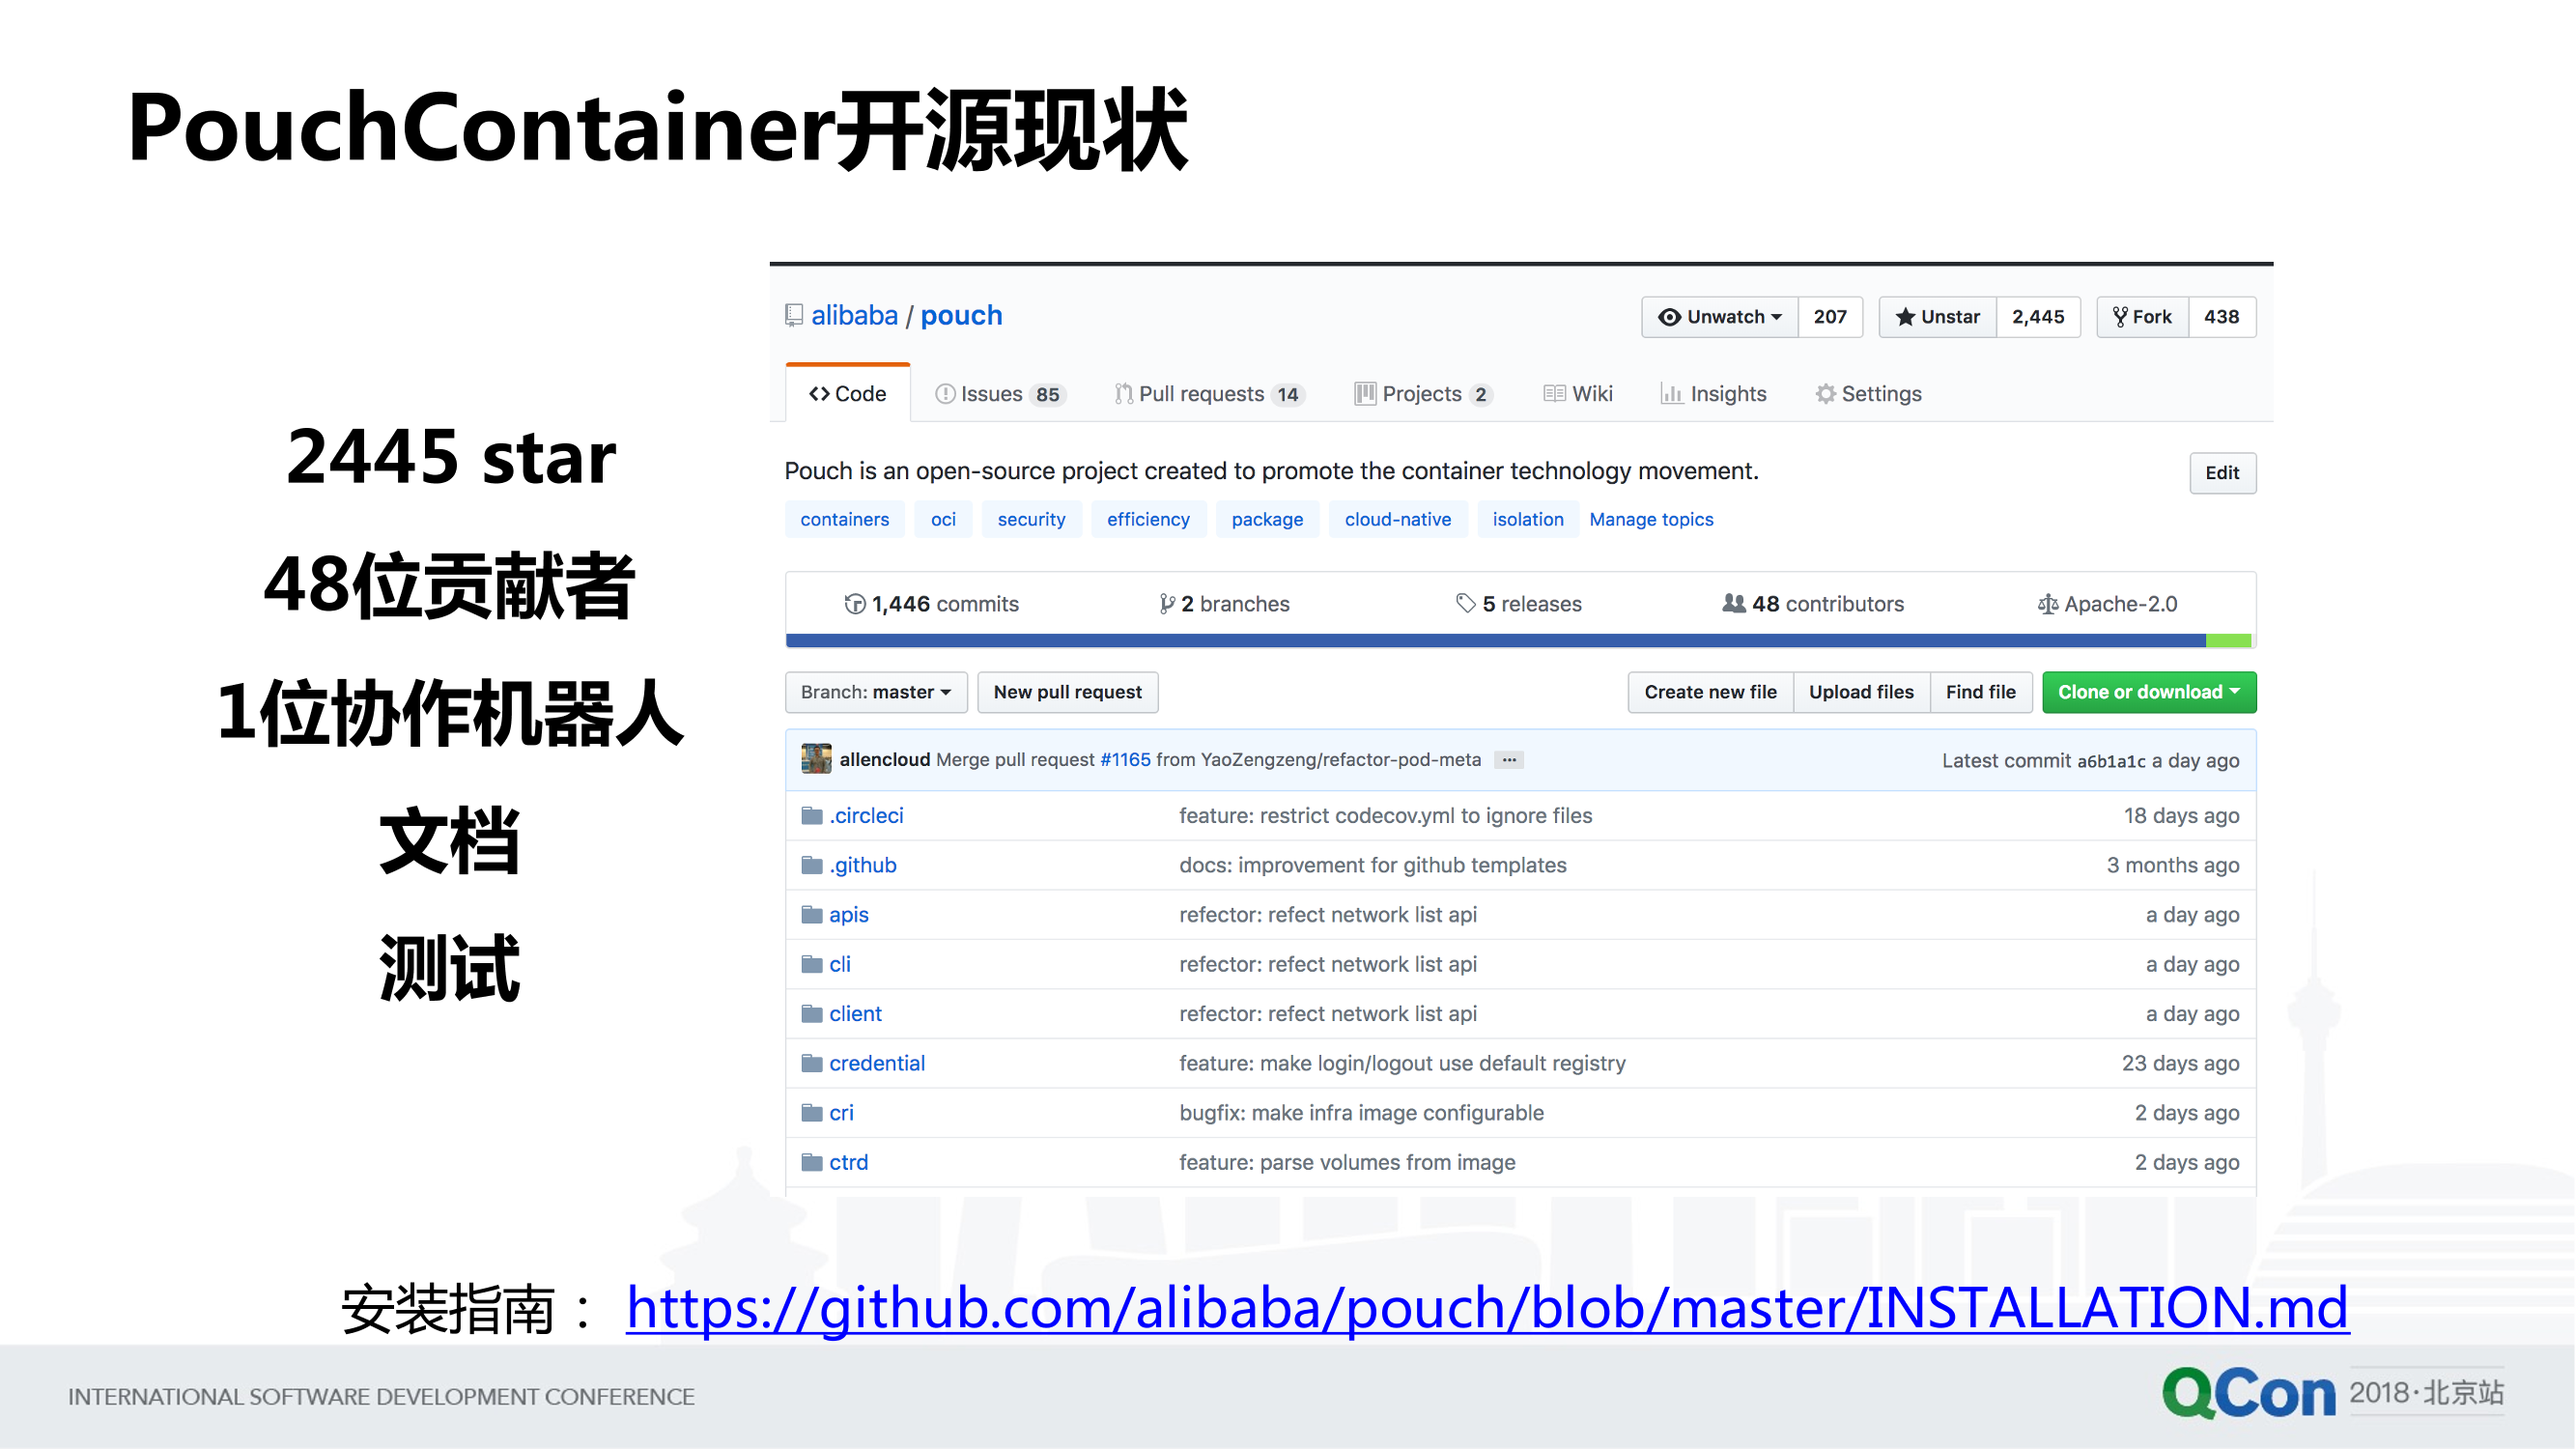 PouchContainer开源现状
2445 star
48位贡献者
1位协作机器人
文档
测试
alibaba / pouch
Unwatch 207 Unstar 2,445 Fork 438
Code Issues 85 Pull requests 14 Projects 2 Wiki Insights Settings
Pouch is an open-source project created to promote the container technology movement. Edit
containers oci security efficiency package cloud-native isolation Manage topics
1,446 commits 2 branches 5 releases 48 contributors Apache-2.0
Branch: master New pull request Create new file Upload files Find file Clone or download
allencloud Merge pull request #1165 from YaoZengzeng/refactor-pod-meta ... Latest commit a6b1a1c a day ago
.circleci feature: restrict codecov.yml to ignore files 18 days ago
.github docs: improvement for github templates 3 months ago
apis refector: refect network list api a day ago
cli refector: refect network list api a day ago
client refector: refect network list api a day ago
credential feature: make login/logout use default registry 23 days ago
cri bugfix: make infra image configurable 2 days ago
ctrd feature: parse volumes from image 2 days ago
安装指南： https://github.com/alibaba/pouch/blob/master/INSTALLATION.md
INTERNATIONAL SOFTWARE DEVELOPMENT CONFERENCE
QCon 2018·北京站